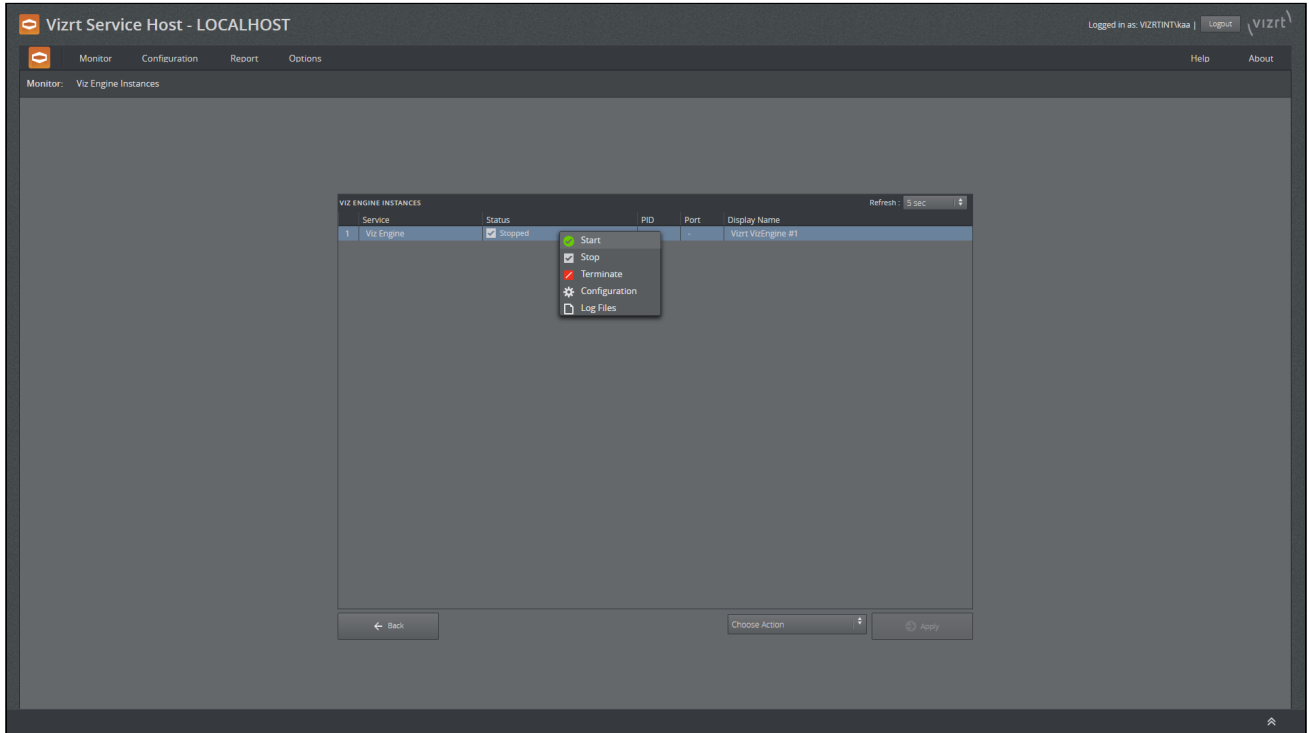 Vizrt Service Host - LOCALHOST
Logged in as: VIZRTINT\kaa | Logout vizrt
Monitor Configuration Report Options Help About
Monitor: Viz Engine Instances
VIZ ENGINE INSTANCES Refresh : 5 sec
Service Status PID Port Display Name
1 Viz Engine Stopped - Vizrt VizEngine #1
Start
Stop
Terminate
Configuration
Log Files
Back Choose Action Apply